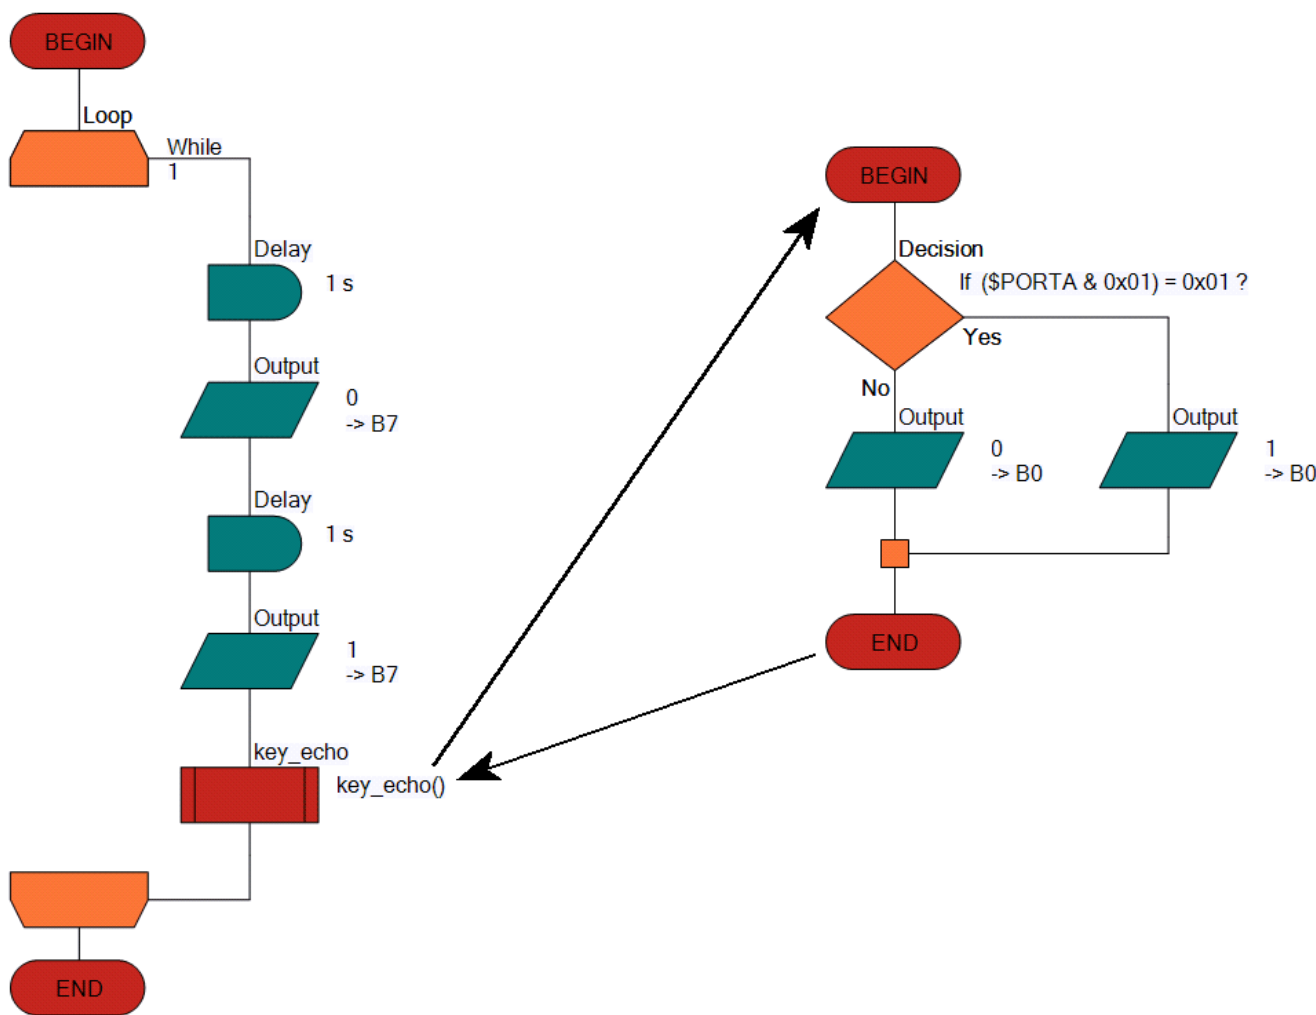 BEGIN
Loop
While
1
Delay
1 s
Output
0
-> B7
Delay
1 s
Output
1
-> B7
key_echo
key_echo()
END
BEGIN
Decision
If ($PORTA & 0x01) = 0x01 ?
Yes
No
Output
0
-> B0
Output
1
-> B0
END